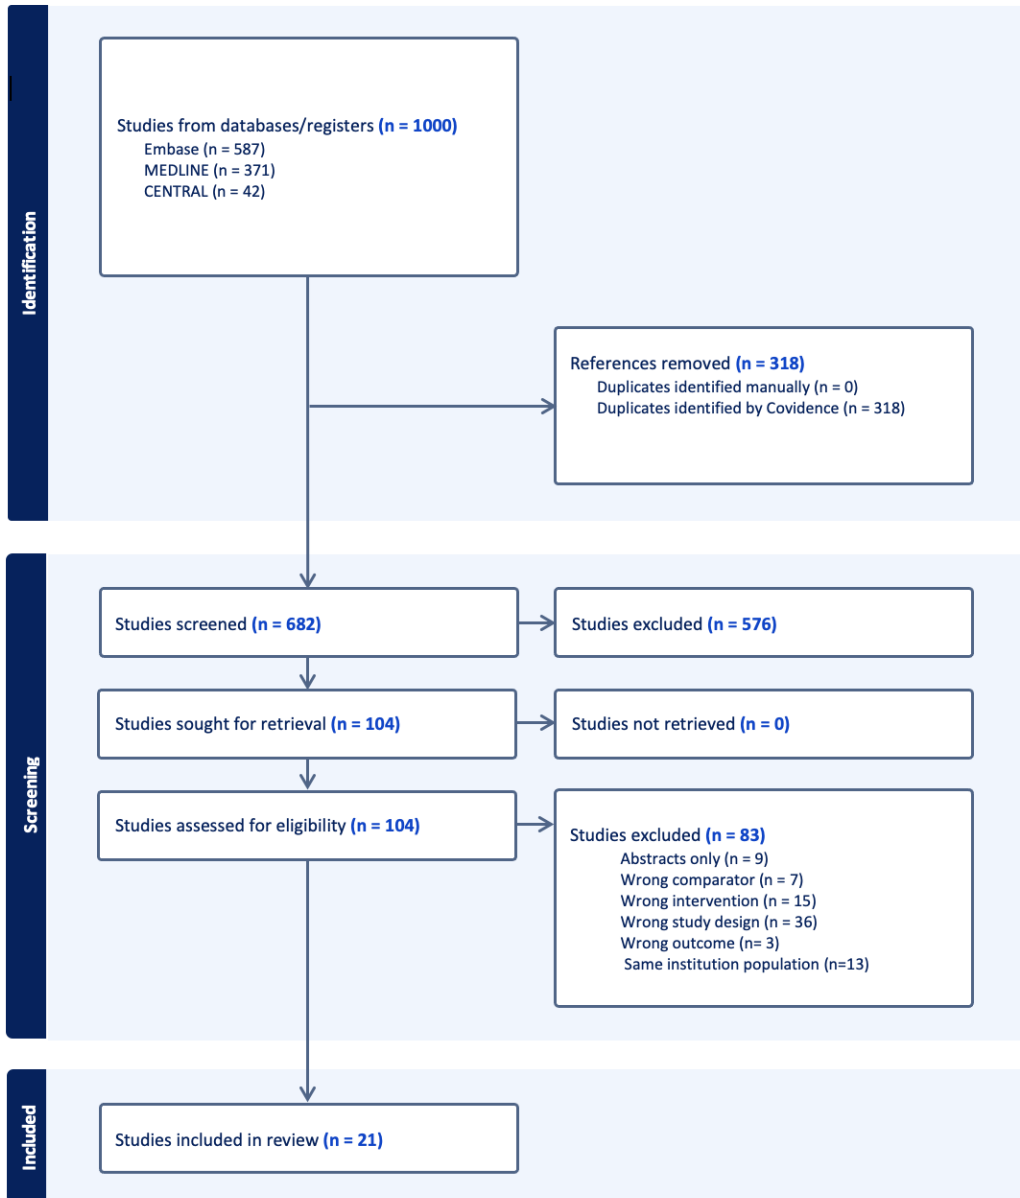 Identification
Studies from databases/registers (n = 1000)
Embase (n = 587)
MEDLINE (n = 371)
CENTRAL (n = 42)
References removed (n = 318)
Duplicates identified manually (n = 0)
Duplicates identified by Covidence (n = 318)
Screening
Studies screened (n = 682)
Studies excluded (n = 576)
Studies sought for retrieval (n = 104)
Studies not retrieved (n = 0)
Studies assessed for eligibility (n = 104)
Studies excluded (n = 83)
Abstracts only (n = 9)
Wrong comparator (n = 7)
Wrong intervention (n = 15)
Wrong study design (n = 36)
Wrong outcome (n= 3)
Same institution population (n=13)
Included
Studies included in review (n = 21)